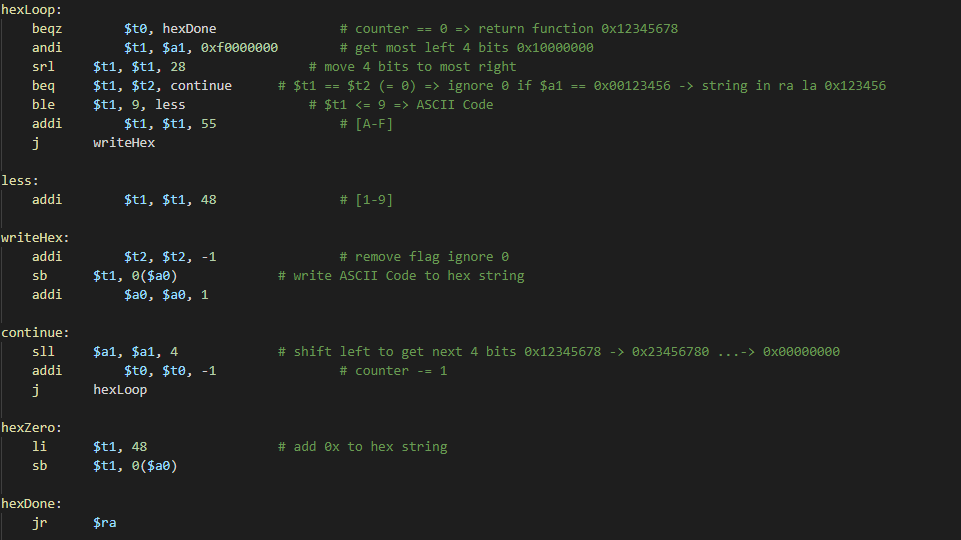 hexLoop:
beqz $t0, hexDone # counter == 0 => return function 0x12345678
andi $t1, $a1, 0xf0000000 # get most left 4 bits 0x10000000
srl $t1, $t1, 28 # move 4 bits to most right
beq $t1, $t2, continue # $t1 == $t2 (= 0) => ignore 0 if $a1 == 0x00123456 -> string in ra la 0x123456
ble $t1, 9, less # $t1 <= 9 => ASCII Code
addi $t1, $t1, 55 # [A-F]
j writeHex
less:
addi $t1, $t1, 48 # [1-9]
writeHex:
addi $t2, $t2, -1 # remove flag ignore 0
sb $t1, 0($a0) # write ASCII Code to hex string
addi $a0, $a0, 1
continue:
sll $a1, $a1, 4 # shift left to get next 4 bits 0x12345678 -> 0x23456780 ...-> 0x00000000
addi $t0, $t0, -1 # counter -= 1
j hexLoop
hexZero:
li $t1, 48 # add 0x to hex string
sb $t1, 0($a0)
hexDone:
jr $ra